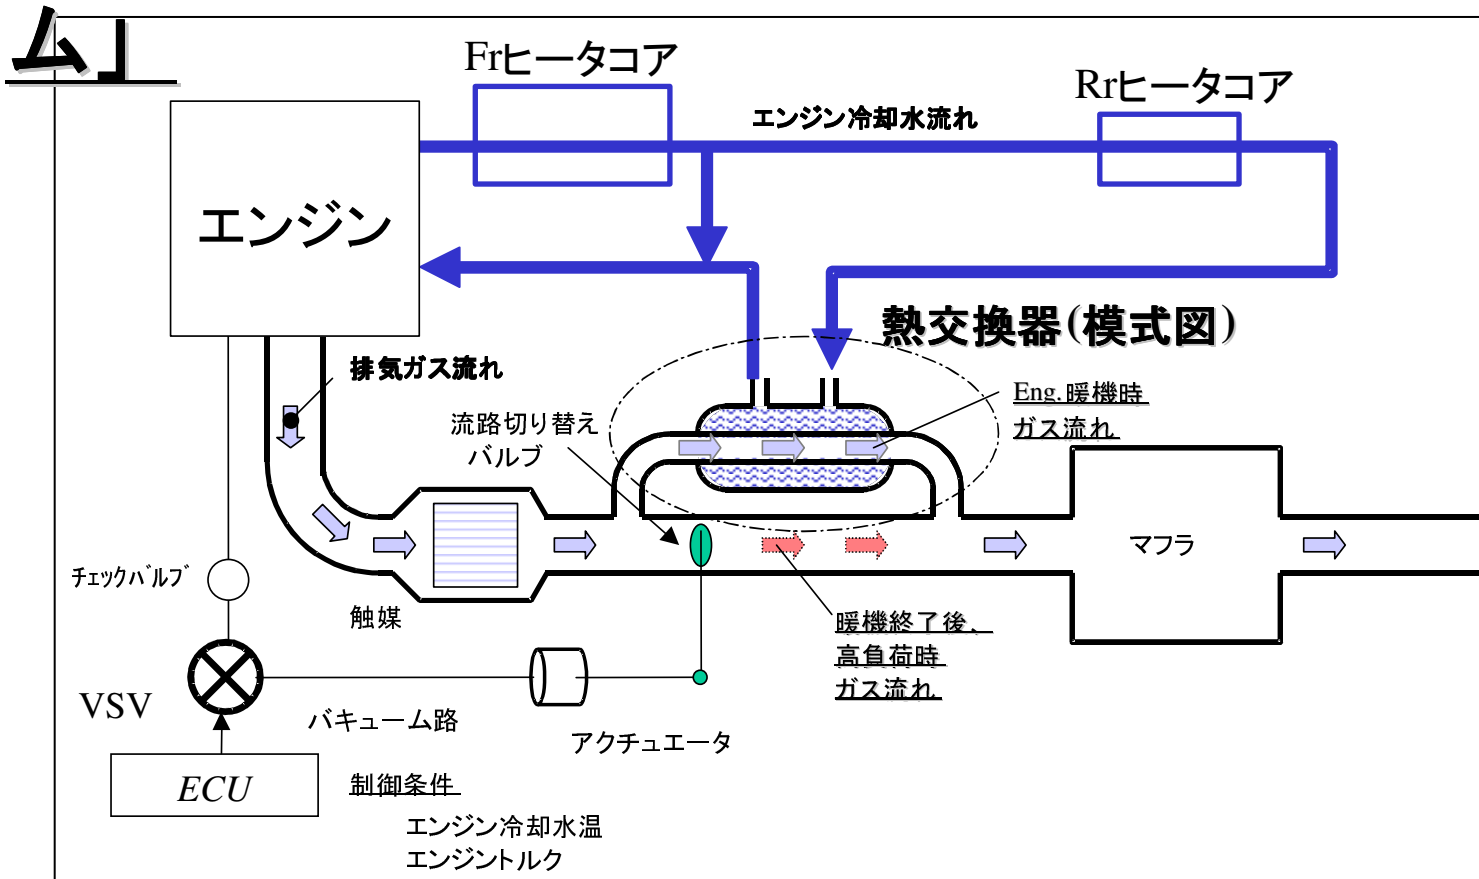 ム」
Frヒータコア
Rrヒータコア
エンジン冷却水流れ
エンジン
熱交換器(模式図)
排気ガス流れ
Eng.暖機時
ガス流れ
流路切り替え
バルブ
マフラ
チェックバルブ
触媒
暖機終了後、
高負荷時
ガス流れ
VSV
バキューム路
アクチュエータ
ECU
制御条件
エンジン冷却水温
エンジントルク